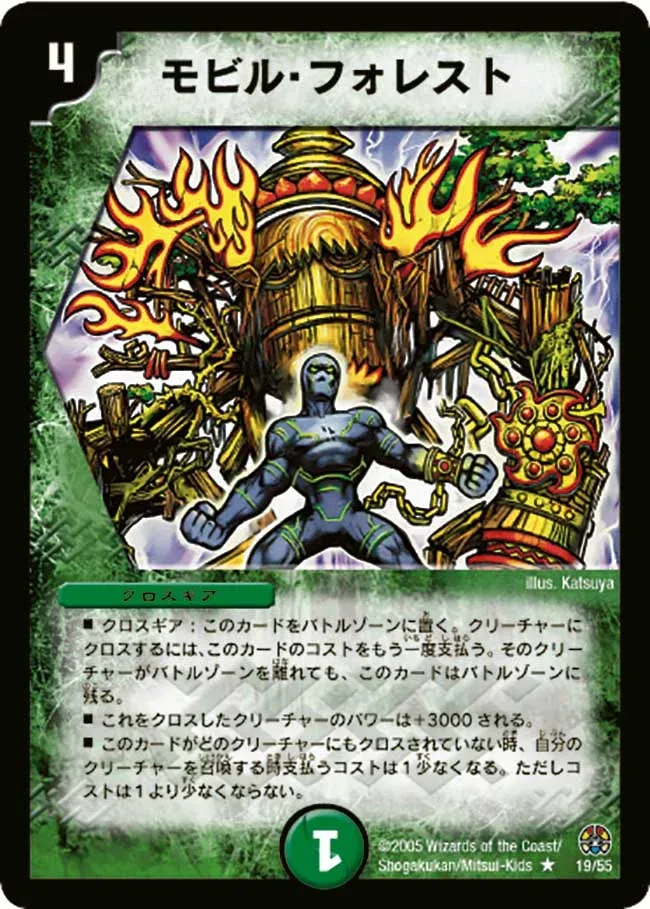 4
モビル・フォレスト
illus. Katsuya
クロスギア
■ クロスギア：このカードをバトルゾーンに置く。クリーチャーに
クロスするには、このカードのコストをもう一度支払う。そのクリー
チャーがバトルゾーンを離れても、このカードはバトルゾーンに
残る。
■ これをクロスしたクリーチャーのパワーは＋3000 される。
■ このカードがどのクリーチャーにもクロスされていない時、自分の
クリーチャーを召喚する時支払うコストは１少なくなる。ただしコ
ストは１より少なくならない。
1
©2005 Wizards of the Coast/
Shogakukan/Mitsui-Kids ★ 19/55